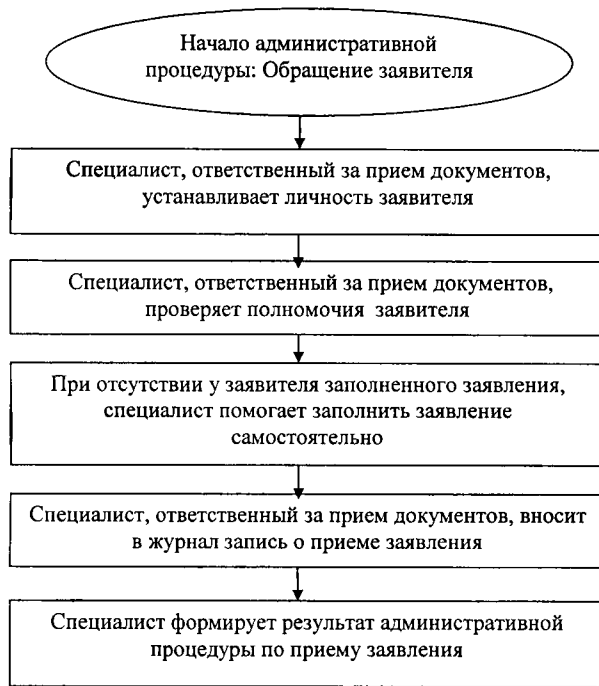 Начало административной
процедуры: Обращение заявителя
Специалист, ответственный за прием документов,
устанавливает личность заявителя
Специалист, ответственный за прием документов,
проверяет полномочия заявителя
При отсутствии у заявителя заполненного заявления,
специалист помогает заполнить заявление
самостоятельно
Специалист, ответственный за прием документов, вносит
в журнал запись о приеме заявления
Специалист формирует результат административной
процедуры по приему заявления